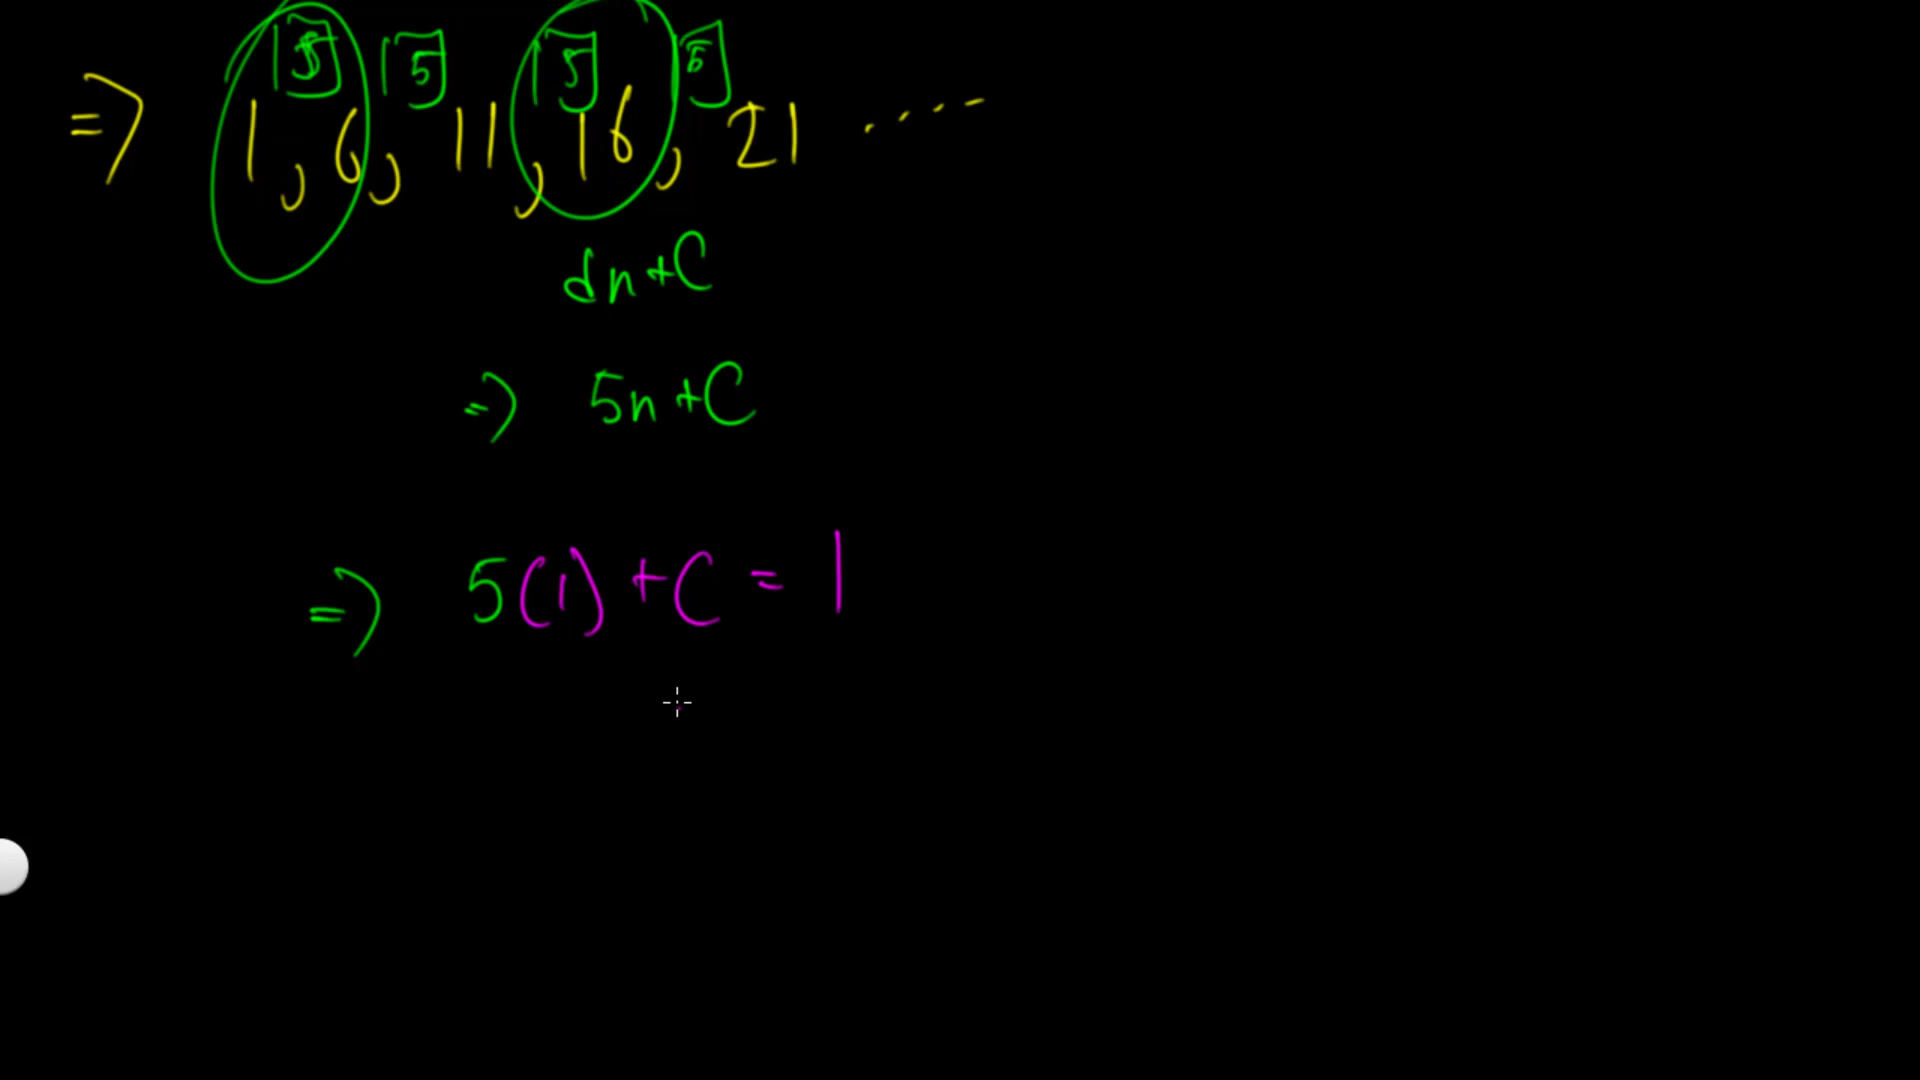 5 5 5 5
=> 1, 6, 11, 16, 21 ....
dn+C
=> 5n+C
=> 5(1)+C = 1